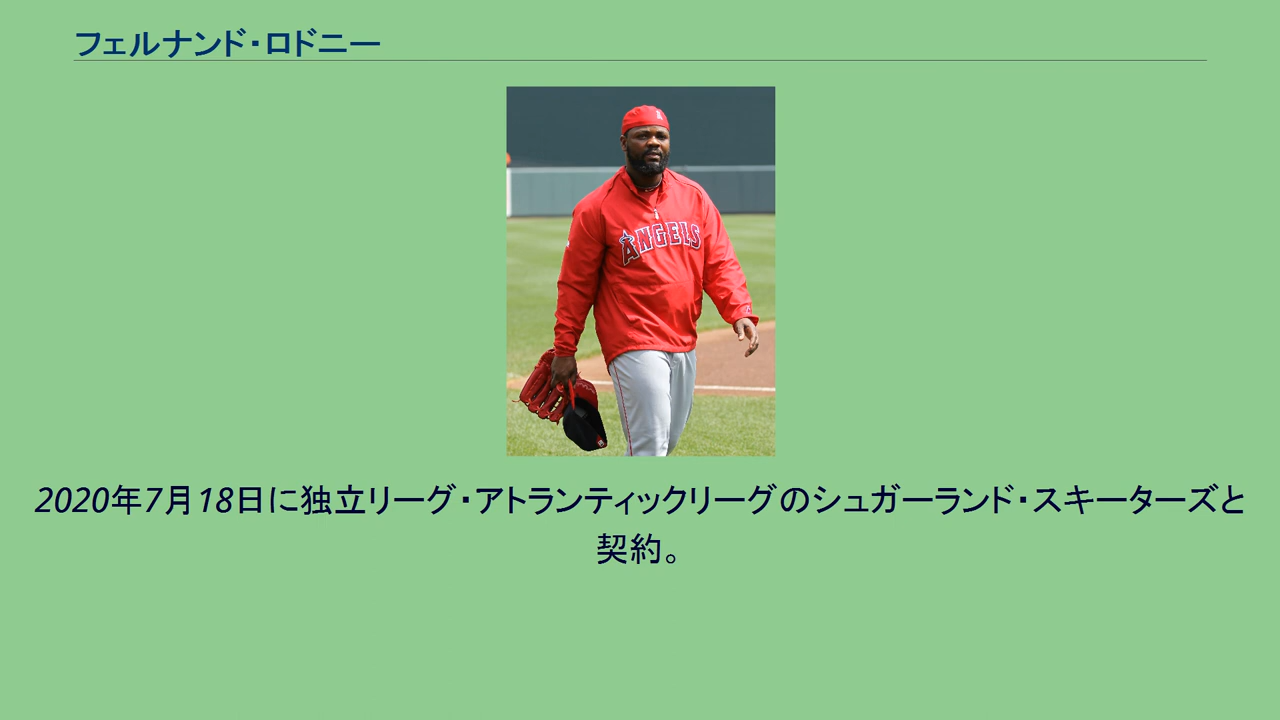 フェルナンド・ロドニー
ANGELS
2020年7月18日に独立リーグ・アトランティックリーグのシュガーランド・スキーターズと
契約。